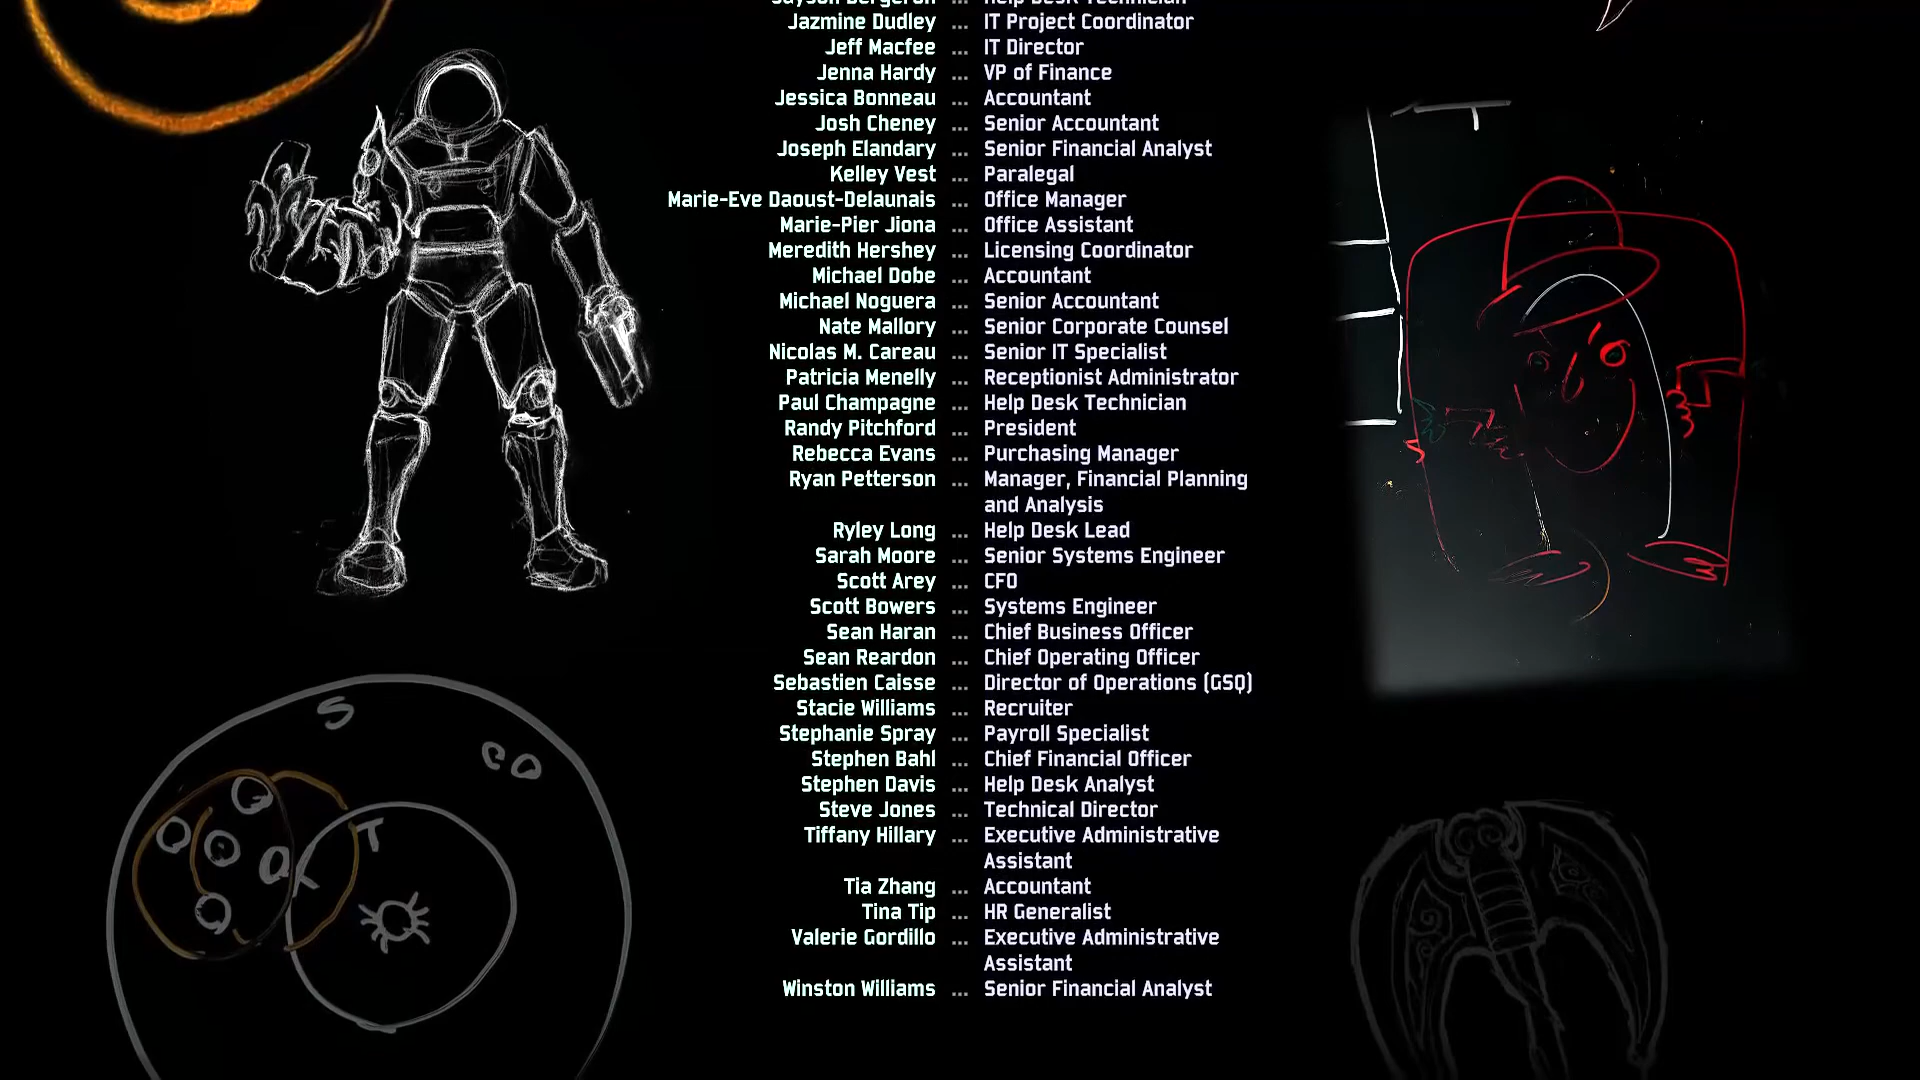 Jayson Bergeron ... Help Desk Technician
Jazmine Dudley ... IT Project Coordinator
Jeff Macfee ... IT Director
Jenna Hardy ... VP of Finance
Jessica Bonneau ... Accountant
Josh Cheney ... Senior Accountant
Joseph Elandary ... Senior Financial Analyst
Kelley Vest ... Paralegal
Marie-Eve Daoust-Delaunais ... Office Manager
Marie-Pier Jiona ... Office Assistant
Meredith Hershey ... Licensing Coordinator
Michael Dobe ... Accountant
Michael Noguera ... Senior Accountant
Nate Mallory ... Senior Corporate Counsel
Nicolas M. Careau ... Senior IT Specialist
Patricia Menelly ... Receptionist Administrator
Paul Champagne ... Help Desk Technician
Randy Pitchford ... President
Rebecca Evans ... Purchasing Manager
Ryan Petterson ... Manager, Financial Planning
and Analysis
Ryley Long ... Help Desk Lead
Sarah Moore ... Senior Systems Engineer
Scott Arey ... CFO
Scott Bowers ... Systems Engineer
Sean Haran ... Chief Business Officer
Sean Reardon ... Chief Operating Officer
Sebastien Caisse ... Director of Operations (GSQ)
Stacie Williams ... Recruiter
Stephanie Spray ... Payroll Specialist
Stephen Bahl ... Chief Financial Officer
Stephen Davis ... Help Desk Analyst
Steve Jones ... Technical Director
Tiffany Hillary ... Executive Administrative
Assistant
Tia Zhang ... Accountant
Tina Tip ... HR Generalist
Valerie Gordillo ... Executive Administrative
Assistant
Winston Williams ... Senior Financial Analyst
S
CO
T